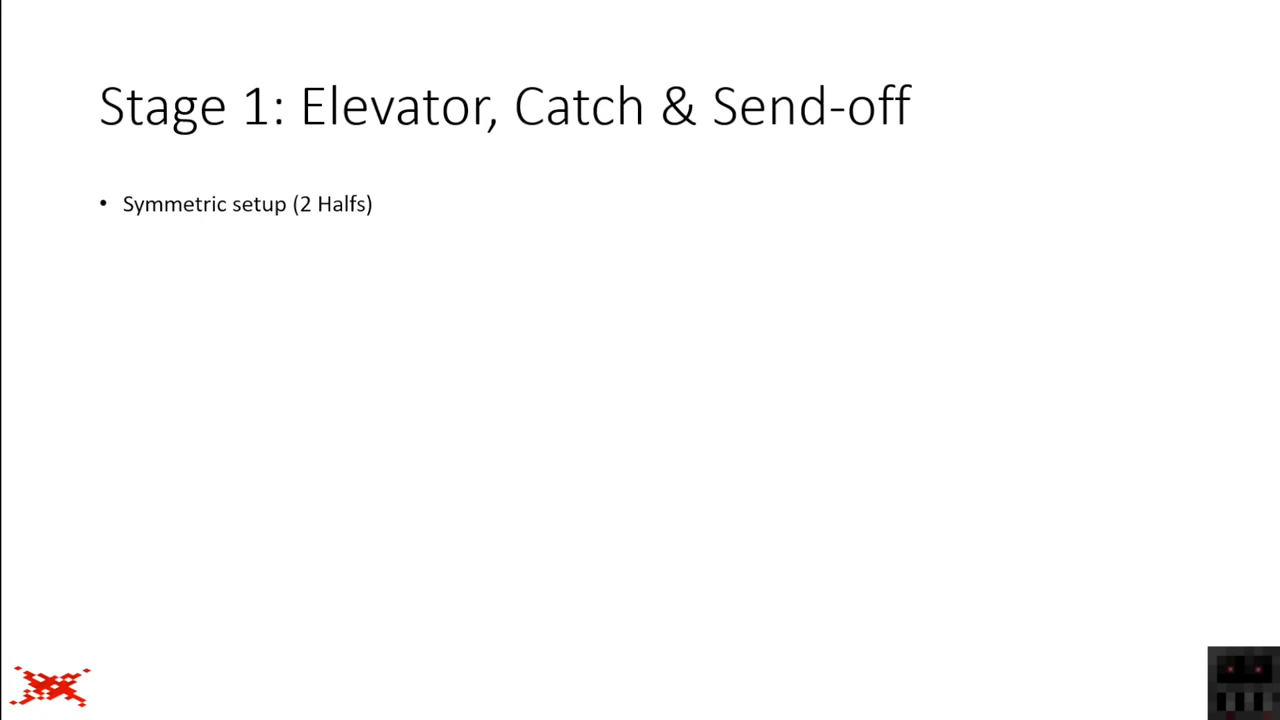 Stage 1: Elevator, Catch & Send-off
• Symmetric setup (2 Halfs)